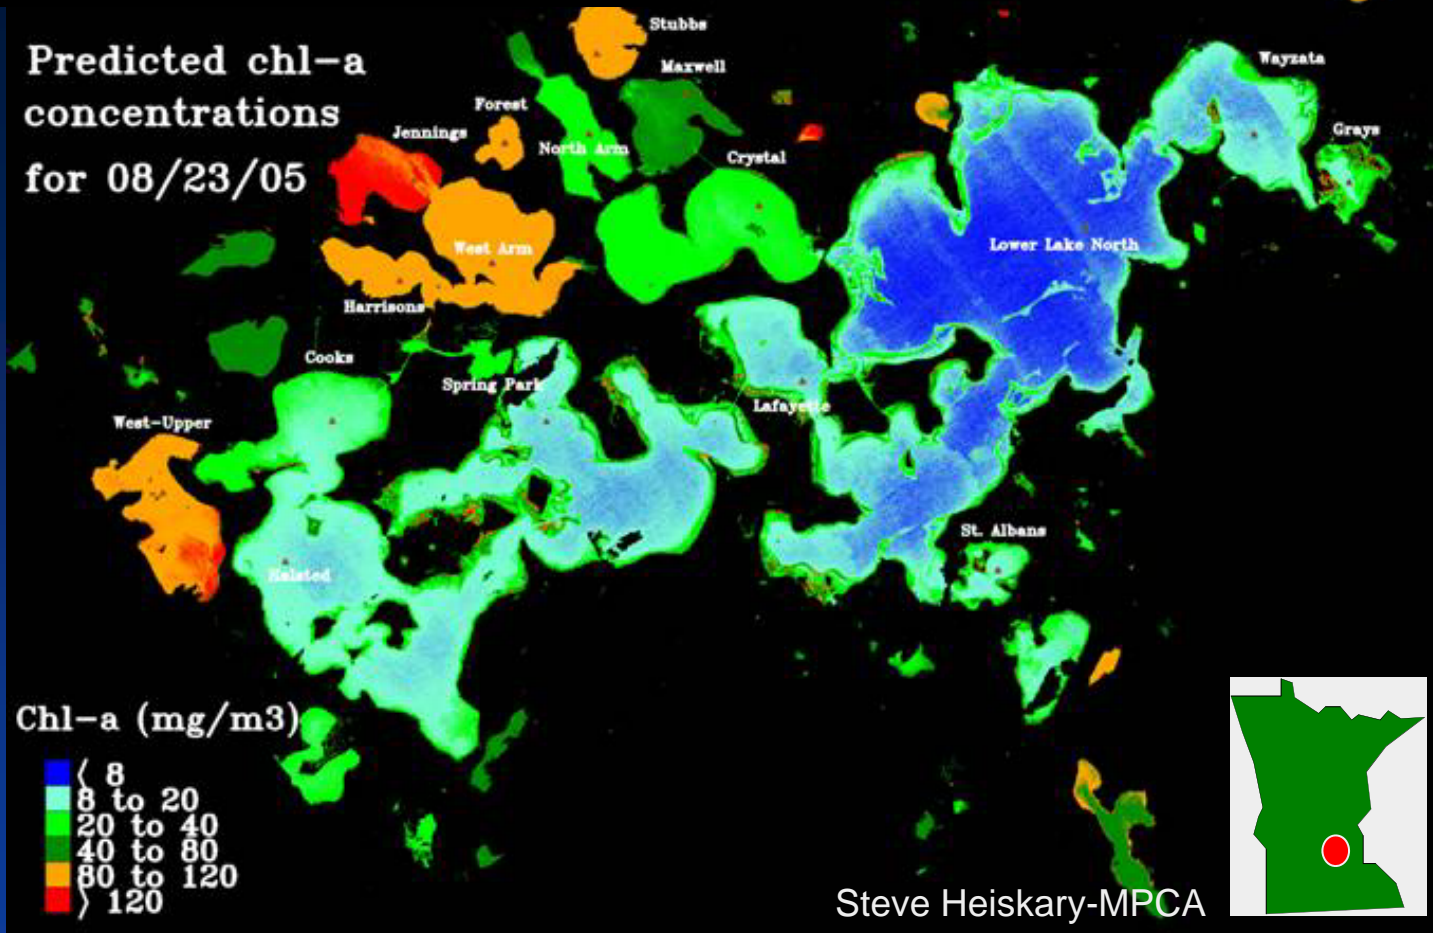 Predicted chl-a
concentrations
for 08/23/05
Stubbs
Maxwell
Wayzata
Forest
Jennings
North Arm
Crystal
Grays
West Arm
Lower Lake North
Harrisons
Cooks
Spring Park
Lafayette
West-Upper
St. Albans
Halsted
Chl-a (mg/m3)
< 8
8 to 20
20 to 40
40 to 80
80 to 120
> 120
Steve Heiskary-MPCA